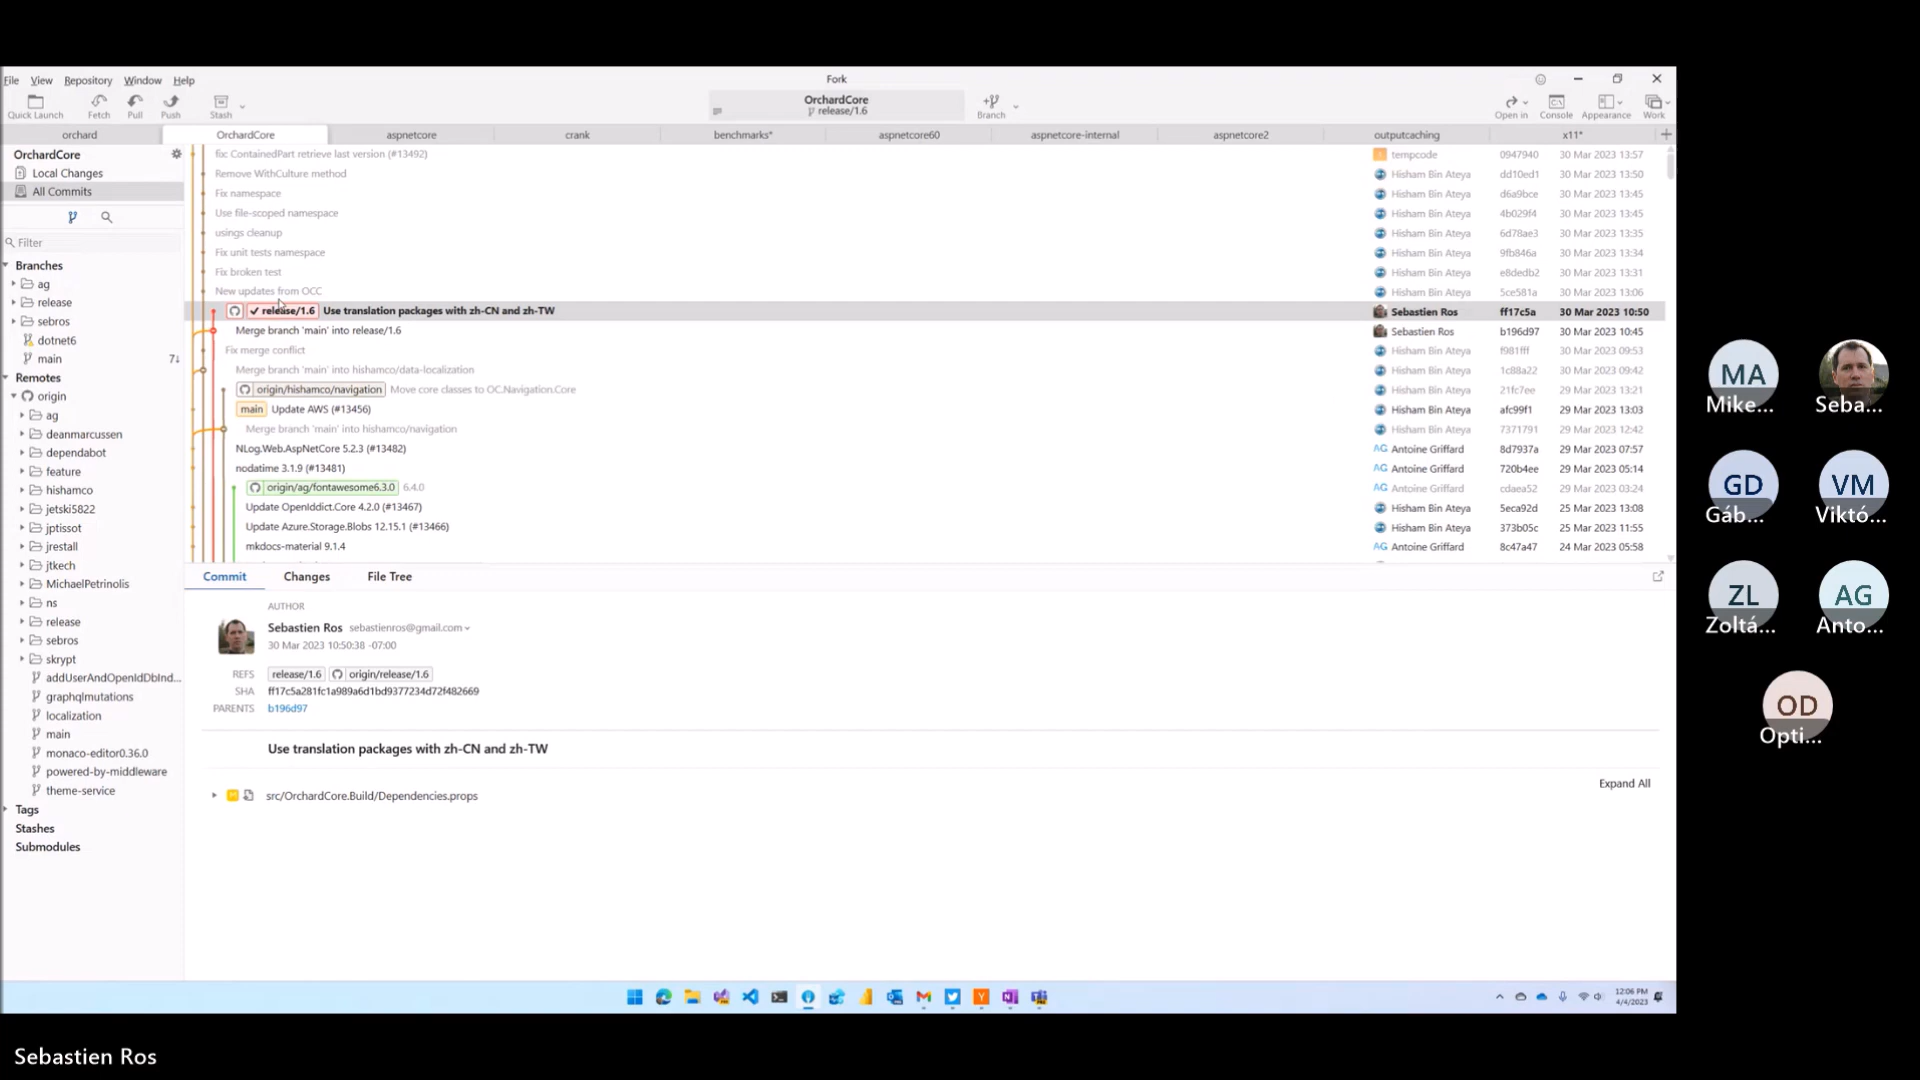 File View Repository Window Help
Fork
Quick Launch Fetch Pull Push Stash
OrchardCore
release/1.6
Branch
Open in Console Appearance Work
orchard OrchardCore aspnetcore crank benchmarks* aspnetcore60 aspnetcore-internal aspnetcore2 outputcaching x11*
OrchardCore
Local Changes
All Commits
Filter
Branches
ag
release
sebros
dotnet6
main 7↓
Remotes
origin
ag
deanmarcussen
dependabot
feature
hishamco
jetski5822
jptissot
jrestall
jtkech
MichaelPetrinolis
ns
release
sebros
skrypt
addUserAndOpenIdDbInd...
graphqlmutations
localization
main
monaco-editor0.36.0
powered-by-middleware
theme-service
Tags
Stashes
Submodules
fix: ContainedPart retrieve last version (#13492) tempcode 0947940 30 Mar 2023 13:57
Remove WithCulture method Hisham Bin Ateya dd10ed1 30 Mar 2023 13:50
Fix namespace Hisham Bin Ateya d6a9bce 30 Mar 2023 13:45
Use file-scoped namespace Hisham Bin Ateya 4b029f4 30 Mar 2023 13:45
usings cleanup Hisham Bin Ateya 6d78ae3 30 Mar 2023 13:35
Fix unit tests namespace Hisham Bin Ateya 9fb846a 30 Mar 2023 13:34
Fix broken test Hisham Bin Ateya e8dedb2 30 Mar 2023 13:31
New updates from OCC Hisham Bin Ateya 5ce581a 30 Mar 2023 13:06
✓ release/1.6 Use translation packages with zh-CN and zh-TW Sebastien Ros ff17c5a 30 Mar 2023 10:50
Merge branch 'main' into release/1.6 Sebastien Ros b196d97 30 Mar 2023 10:45
Fix merge conflict Hisham Bin Ateya f981fff 30 Mar 2023 09:53
Merge branch 'main' into hishamco/data-localization Hisham Bin Ateya 1c88a22 30 Mar 2023 09:42
origin/hishamco/navigation Move core classes to OC.Navigation.Core Hisham Bin Ateya 21fc7ee 29 Mar 2023 13:21
main Update AWS (#13456) Hisham Bin Ateya afc99f1 29 Mar 2023 13:03
Merge branch 'main' into hishamco/navigation Hisham Bin Ateya 7371791 29 Mar 2023 12:42
NLog.Web.AspNetCore 5.2.3 (#13482) AG Antoine Griffard 8d7937a 29 Mar 2023 07:57
nodatime 3.1.9 (#13481) AG Antoine Griffard 720b4ee 29 Mar 2023 05:14
origin/ag/fontawesome6.3.0 6.4.0 AG Antoine Griffard cdaea52 29 Mar 2023 03:24
Update OpenIddict.Core 4.2.0 (#13467) Hisham Bin Ateya 5eca92d 25 Mar 2023 13:08
Update Azure.Storage.Blobs 12.15.1 (#13466) Hisham Bin Ateya 373b05c 25 Mar 2023 11:55
mkdocs-material 9.1.4 AG Antoine Griffard 8c47a47 24 Mar 2023 05:58
Commit Changes File Tree
AUTHOR
Sebastien Ros sebastienros@gmail.com
30 Mar 2023 10:50:38 -07:00
REFS release/1.6 origin/release/1.6
SHA ff17c5a281fc1a989a6d1bd9377234d72f482669
PARENTS b196d97
Use translation packages with zh-CN and zh-TW
Expand All
src/OrchardCore.Build/Dependencies.props
12:06 PM
4/4/2023
MA
Mike...
Seba...
GD
Gáb...
VM
Viktó...
ZL
Zoltá...
AG
Anto...
OD
Opti...
Sebastien Ros